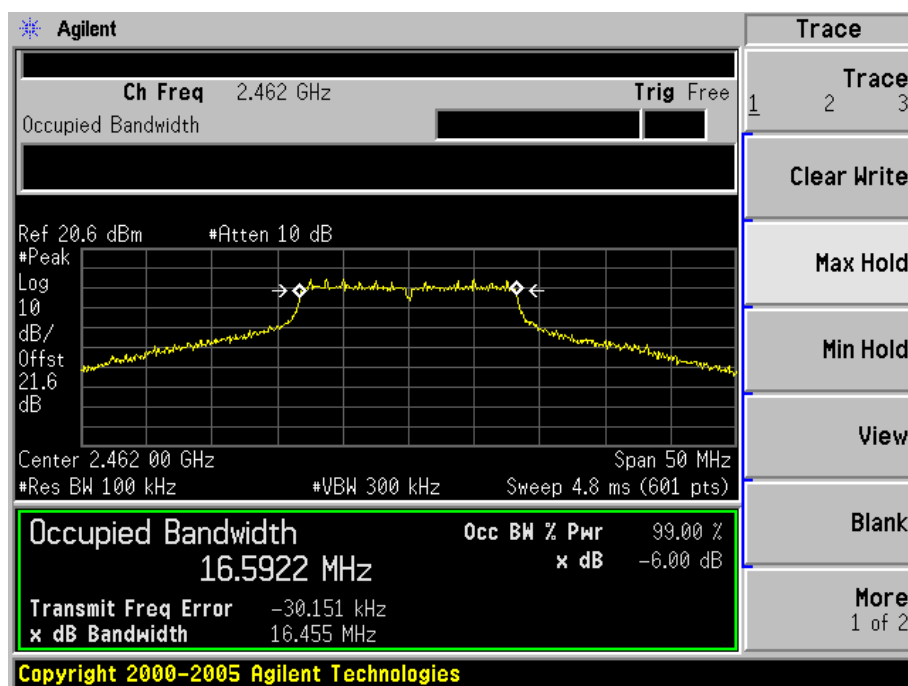 Agilent
Trace
Ch Freq 2.462 GHz Trig Free
Occupied Bandwidth
Trace
1 2 3
Clear Write
Max Hold
Min Hold
View
Blank
More
1 of 2
Ref 20.6 dBm #Atten 10 dB
#Peak
Log
10
dB/
Offst
21.6
dB
Center 2.462 00 GHz Span 50 MHz
#Res BW 100 kHz #VBW 300 kHz Sweep 4.8 ms (601 pts)
Occupied Bandwidth Occ BW % Pwr 99.00 %
16.5922 MHz x dB -6.00 dB
Transmit Freq Error -30.151 kHz
x dB Bandwidth 16.455 MHz
Copyright 2000-2005 Agilent Technologies